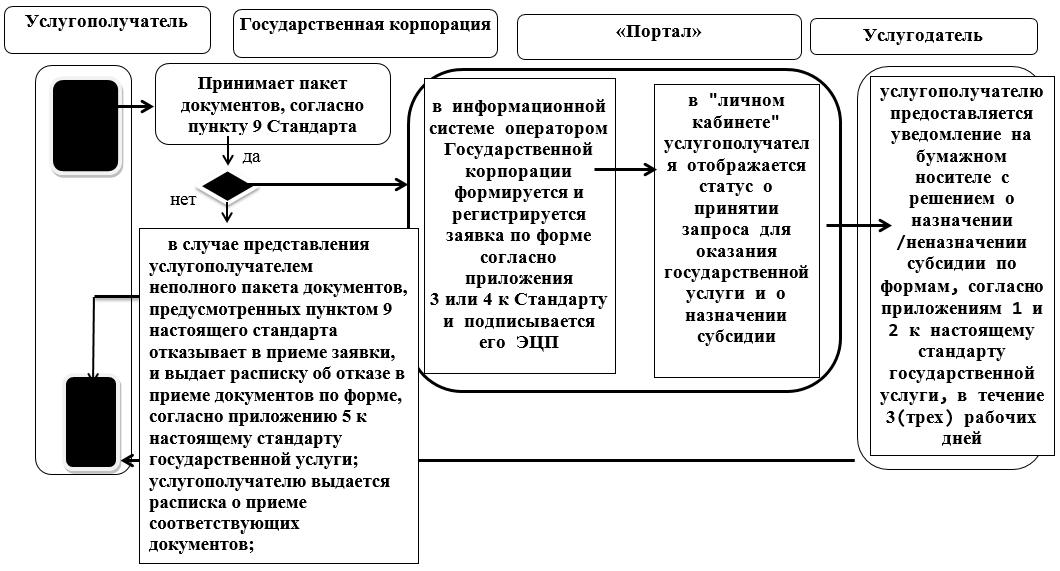 Услугополучатель
Государственная корпорация
«Портал»
Услугодатель
Принимает пакет
документов, согласно
пункту 9 Стандарта
да
нет
в случае представления
услугополучателем
неполного пакета документов,
предусмотренных пунктом 9
настоящего стандарта
отказывает в приеме заявки,
и выдает расписку об отказе в
приеме документов по форме,
согласно приложению 5 к
настоящему стандарту
государственной услуги;
услугополучателю выдается
расписка о приеме
соответствующих
документов;
в информационной
системе оператором
Государственной
корпорации
формируется и
регистрируется
заявка по форме
согласно
приложения
3 или 4 к Стандарту
и подписывается
его ЭЦП
в "личном
кабинете"
услугополучател
я отображается
статус о
принятии
запроса для
оказания
государственной
услуги и о
назначении
субсидии
услугополучателю
предоставляется
уведомление на
бумажном
носителе с
решением о
назначении
/неназначении
субсидии по
формам, согласно
приложениям 1 и
2 к настоящему
стандарту
государственной
услуги, в течение
3(трех) рабочих
дней